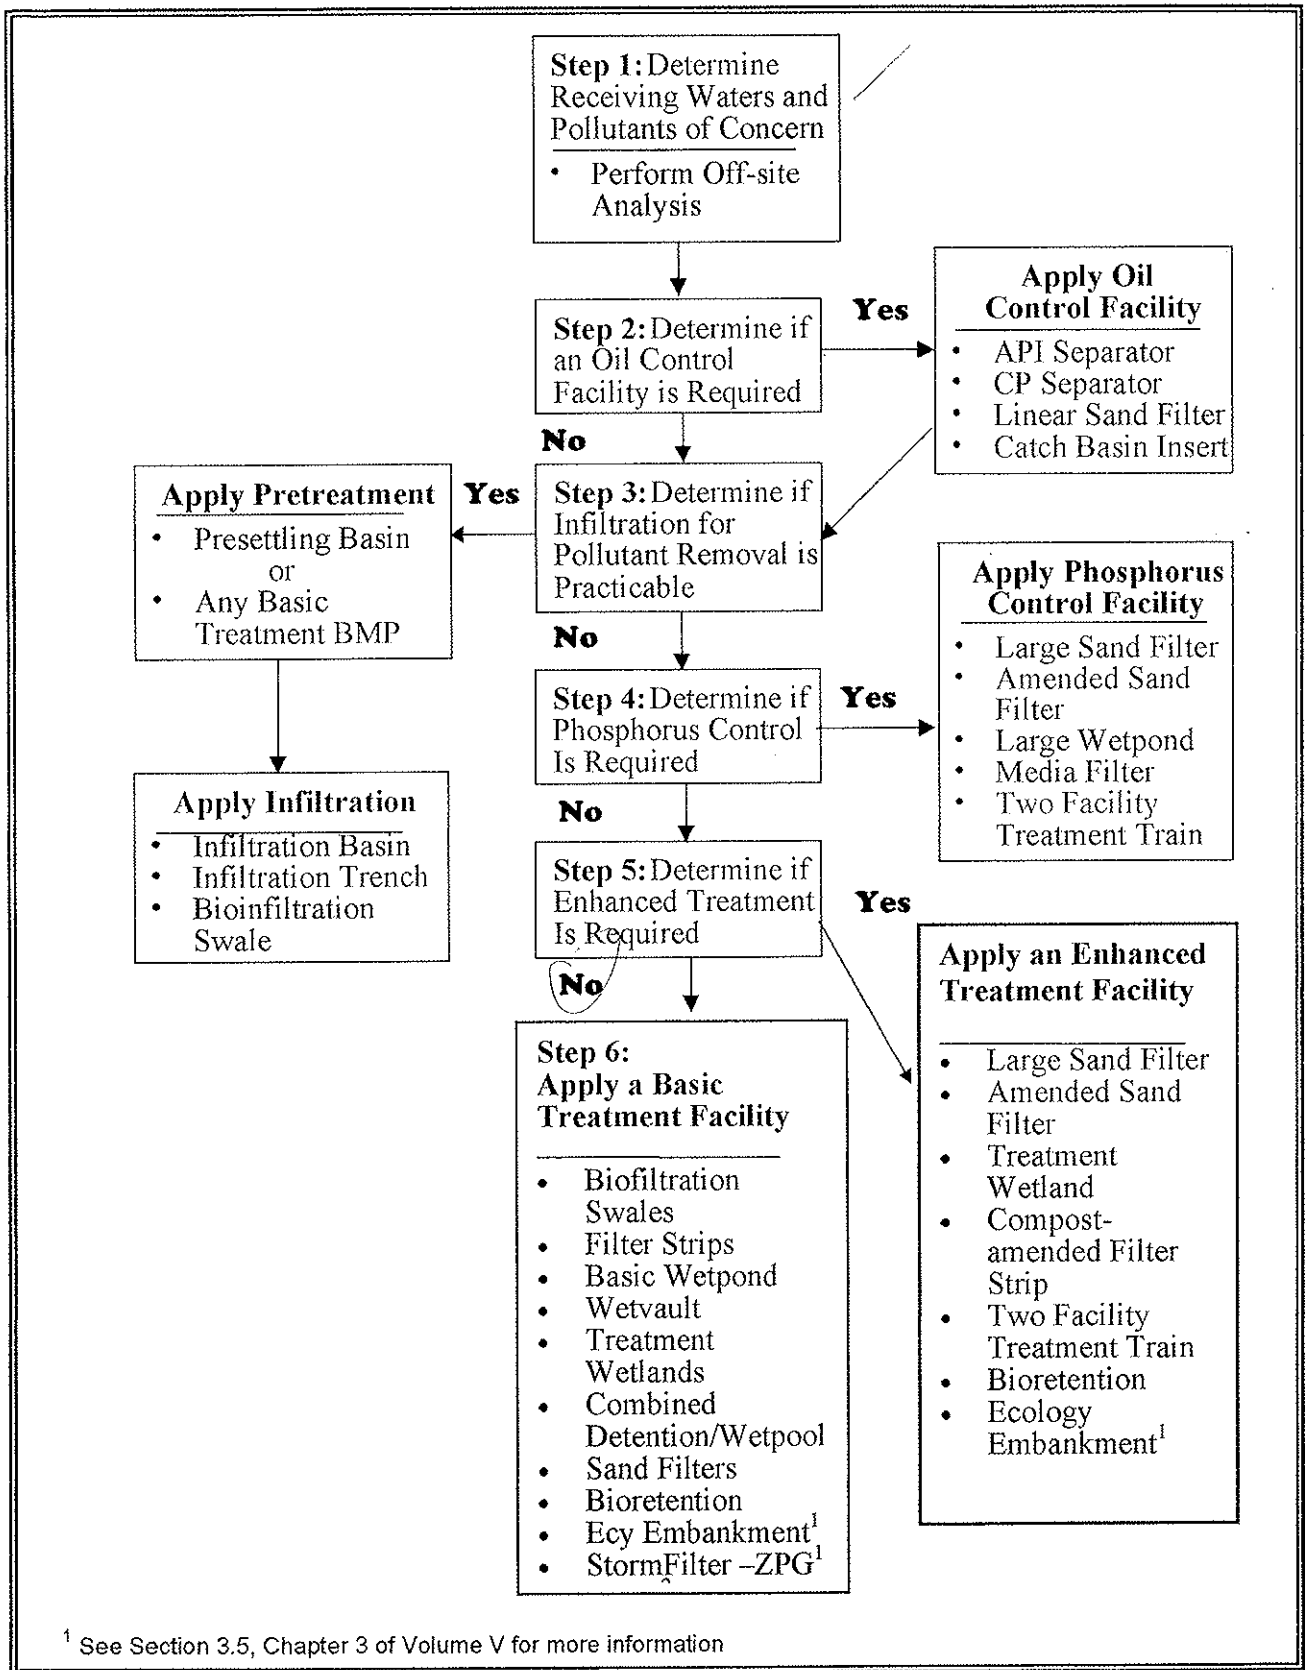 Step 1: Determine
Receiving Waters and
Pollutants of Concern
• Perform Off-site
Analysis
Step 2: Determine if
an Oil Control
Facility is Required
Yes
Apply Oil
Control Facility
• API Separator
• CP Separator
• Linear Sand Filter
• Catch Basin Insert
No
Step 3: Determine if
Infiltration for
Pollutant Removal is
Practicable
Yes
Apply Pretreatment
• Presettling Basin
or
• Any Basic
Treatment BMP
Apply Infiltration
• Infiltration Basin
• Infiltration Trench
• Bioinfiltration
Swale
No
Step 4: Determine if
Phosphorus Control
Is Required
Yes
Apply Phosphorus
Control Facility
• Large Sand Filter
• Amended Sand
Filter
• Large Wetpond
• Media Filter
• Two Facility
Treatment Train
No
Step 5: Determine if
Enhanced Treatment
Is Required
Yes
Apply an Enhanced
Treatment Facility
• Large Sand Filter
• Amended Sand
Filter
• Treatment
Wetland
• Compost-
amended Filter
Strip
• Two Facility
Treatment Train
• Bioretention
• Ecology
Embankment¹
No
Step 6:
Apply a Basic
Treatment Facility
• Biofiltration
Swales
• Filter Strips
• Basic Wetpond
• Wetvault
• Treatment
Wetlands
• Combined
Detention/Wetpool
• Sand Filters
• Bioretention
• Ecy Embankment¹
• StormFilter –ZPG¹
¹ See Section 3.5, Chapter 3 of Volume V for more information